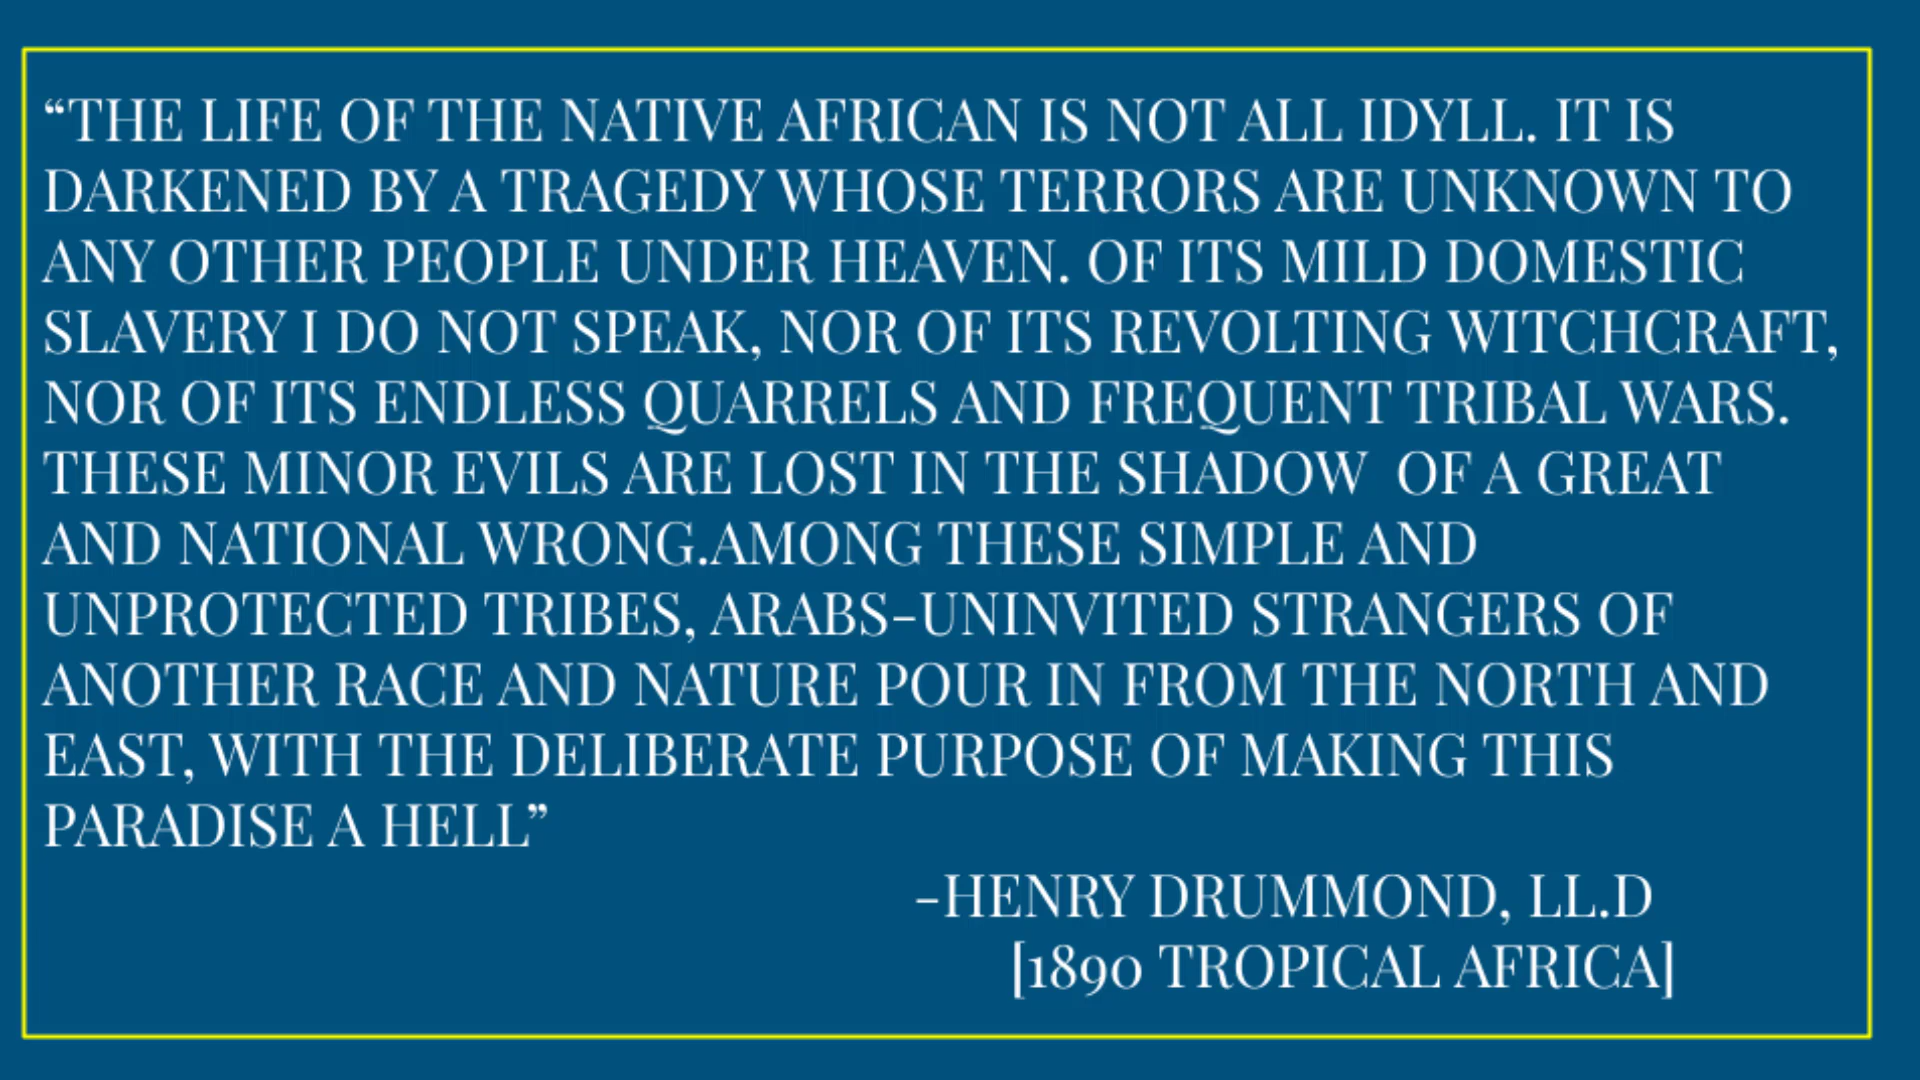 “THE LIFE OF THE NATIVE AFRICAN IS NOT ALL IDYLL. IT IS
DARKENED BY A TRAGEDY WHOSE TERRORS ARE UNKNOWN TO
ANY OTHER PEOPLE UNDER HEAVEN. OF ITS MILD DOMESTIC
SLAVERY I DO NOT SPEAK, NOR OF ITS REVOLTING WITCHCRAFT,
NOR OF ITS ENDLESS QUARRELS AND FREQUENT TRIBAL WARS.
THESE MINOR EVILS ARE LOST IN THE SHADOW  OF A GREAT
AND NATIONAL WRONG.AMONG THESE SIMPLE AND
UNPROTECTED TRIBES, ARABS–UNINVITED STRANGERS OF
ANOTHER RACE AND NATURE POUR IN FROM THE NORTH AND
EAST, WITH THE DELIBERATE PURPOSE OF MAKING THIS
PARADISE A HELL”
–HENRY DRUMMOND, LL.D
[1890 TROPICAL AFRICA]